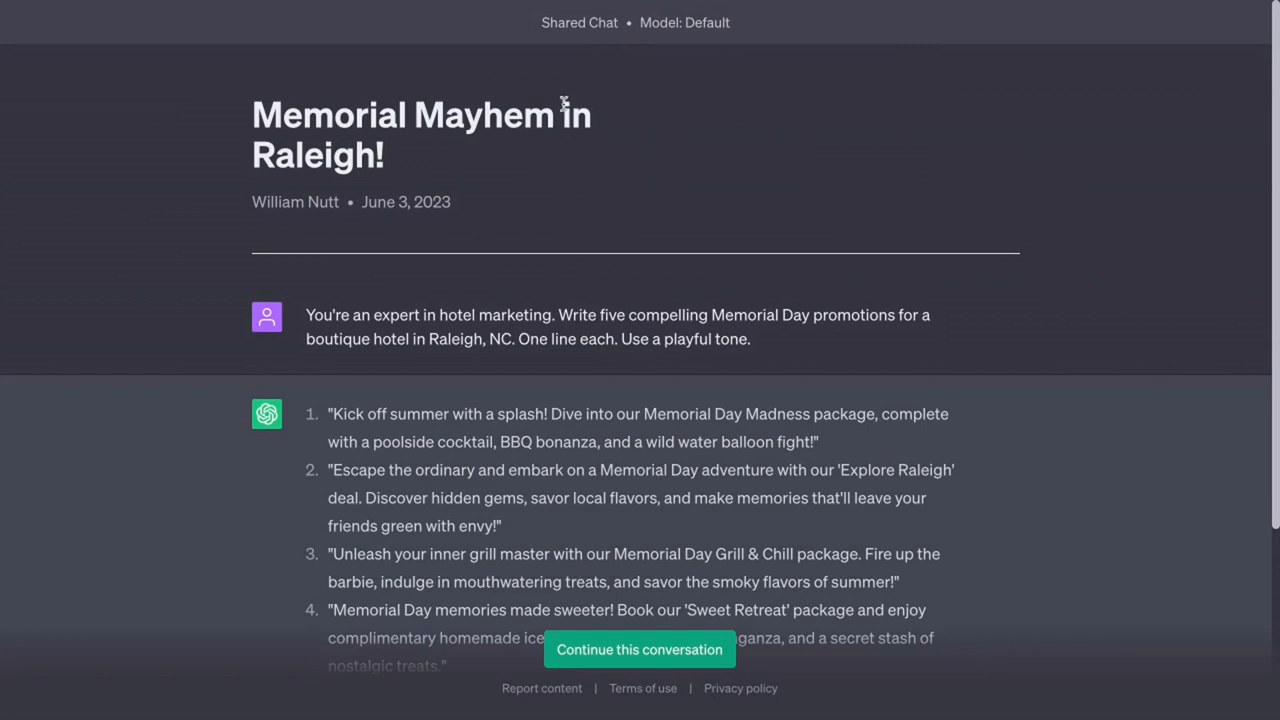 Shared Chat • Model: Default
Memorial Mayhem in
Raleigh!
William Nutt • June 3, 2023
You're an expert in hotel marketing. Write five compelling Memorial Day promotions for a
boutique hotel in Raleigh, NC. One line each. Use a playful tone.
1. "Kick off summer with a splash! Dive into our Memorial Day Madness package, complete
with a poolside cocktail, BBQ bonanza, and a wild water balloon fight!"
2. "Escape the ordinary and embark on a Memorial Day adventure with our 'Explore Raleigh'
deal. Discover hidden gems, savor local flavors, and make memories that'll leave your
friends green with envy!"
3. "Unleash your inner grill master with our Memorial Day Grill & Chill package. Fire up the
barbie, indulge in mouthwatering treats, and savor the smoky flavors of summer!"
4. "Memorial Day memories made sweeter! Book our 'Sweet Retreat' package and enjoy
complimentary homemade ice ganza, and a secret stash of
Continue this conversation
nostalgic treats."
Report content | Terms of use | Privacy policy